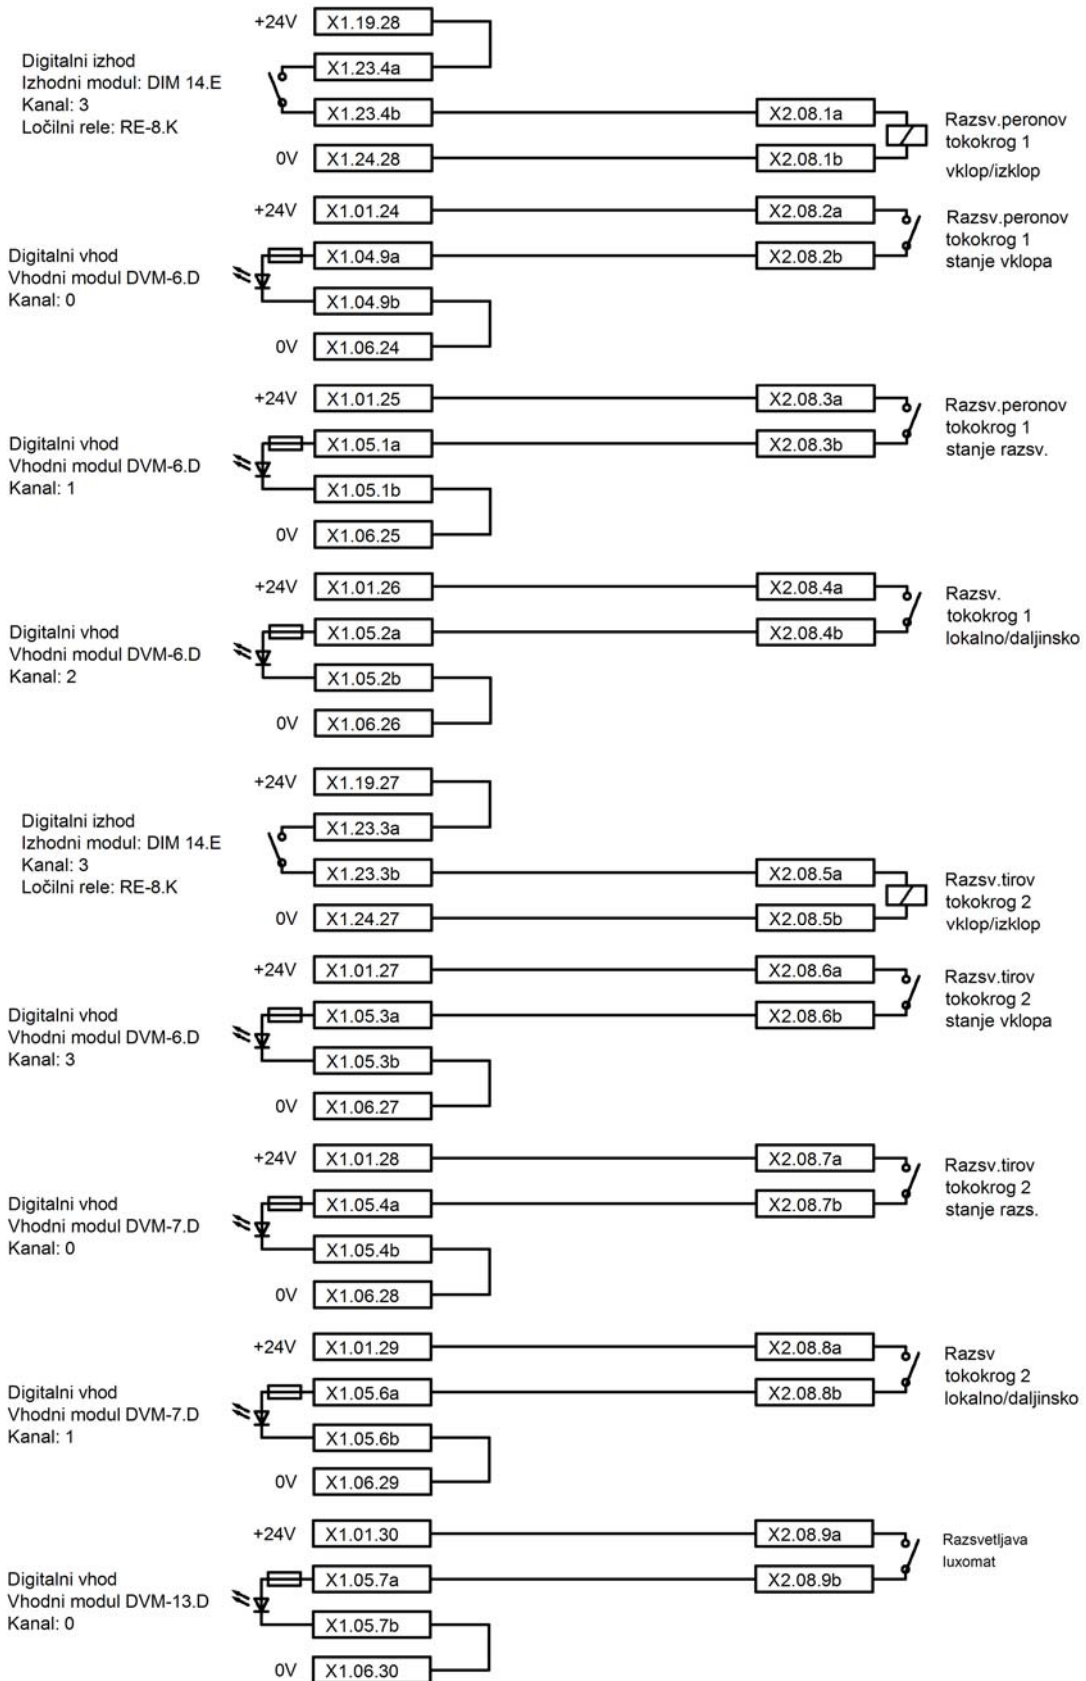 +24V X1.19.28
Digitalni izhod
Izhodni modul: DIM 14.E
Kanal: 3
Ločilni rele: RE-8.K
X1.23.4a
X1.23.4b X2.08.1a
0V X1.24.28 X2.08.1b
Razsv.peronov
tokokrog 1
vklop/izklop
+24V X1.01.24 X2.08.2a
Digitalni vhod
Vhodni modul DVM-6.D
Kanal: 0
X1.04.9a X2.08.2b
X1.04.9b
0V X1.06.24
Razsv.peronov
tokokrog 1
stanje vklopa
+24V X1.01.25 X2.08.3a
Digitalni vhod
Vhodni modul DVM-6.D
Kanal: 1
X1.05.1a X2.08.3b
X1.05.1b
0V X1.06.25
Razsv.peronov
tokokrog 1
stanje razsv.
+24V X1.01.26 X2.08.4a
Digitalni vhod
Vhodni modul DVM-6.D
Kanal: 2
X1.05.2a X2.08.4b
X1.05.2b
0V X1.06.26
Razsv.
tokokrog 1
lokalno/daljinsko
+24V X1.19.27
Digitalni izhod
Izhodni modul: DIM 14.E
Kanal: 3
Ločilni rele: RE-8.K
X1.23.3a
X1.23.3b X2.08.5a
0V X1.24.27 X2.08.5b
Razsv.tirov
tokokrog 2
vklop/izklop
+24V X1.01.27 X2.08.6a
Digitalni vhod
Vhodni modul DVM-6.D
Kanal: 3
X1.05.3a X2.08.6b
X1.05.3b
0V X1.06.27
Razsv.tirov
tokokrog 2
stanje vklopa
+24V X1.01.28 X2.08.7a
Digitalni vhod
Vhodni modul DVM-7.D
Kanal: 0
X1.05.4a X2.08.7b
X1.05.4b
0V X1.06.28
Razsv.tirov
tokokrog 2
stanje razs.
+24V X1.01.29 X2.08.8a
Digitalni vhod
Vhodni modul DVM-7.D
Kanal: 1
X1.05.6a X2.08.8b
X1.05.6b
0V X1.06.29
Razsv
tokokrog 2
lokalno/daljinsko
+24V X1.01.30 X2.08.9a
Digitalni vhod
Vhodni modul DVM-13.D
Kanal: 0
X1.05.7a X2.08.9b
X1.05.7b
0V X1.06.30
Razsvetljava
luxomat